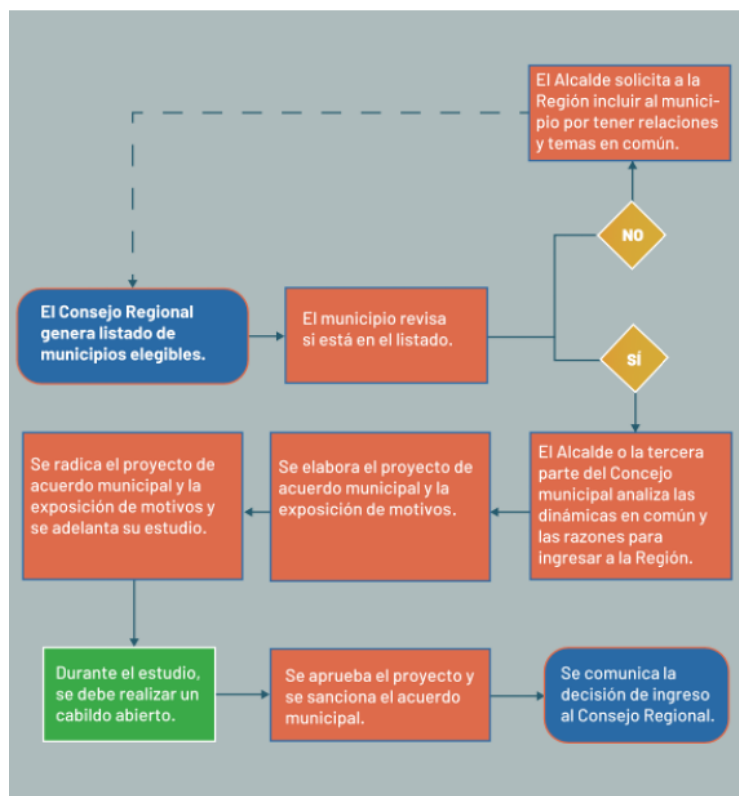 El Alcalde solicita a la
Región incluir al munici-
pio por tener relaciones
y temas en común.
NO
El Consejo Regional
genera listado de
municipios elegibles.
El municipio revisa
si está en el listado.
SÍ
El Alcalde o la tercera
parte del Concejo
municipal analiza las
dinámicas en común y
las razones para
ingresar a la Región.
Se elabora el proyecto de
acuerdo municipal y la
exposición de motivos.
Se radica el proyecto de
acuerdo municipal y la
exposición de motivos y
se adelanta su estudio.
Durante el estudio,
se debe realizar un
cabildo abierto.
Se aprueba el proyecto y
se sanciona el acuerdo
municipal.
Se comunica la
decisión de ingreso
al Consejo Regional.